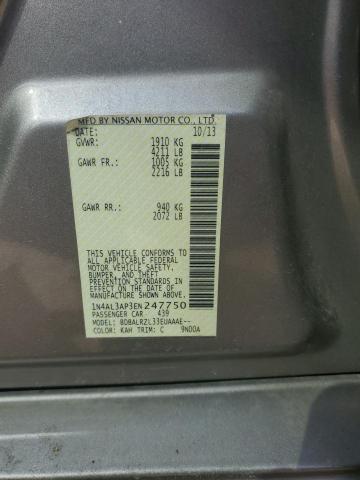 MFD BY NISSAN MOTOR CO., LTD.
DATE: 10/13
GVWR: 1910 KG
4211 LB
GAWR FR.: 1005 KG
2216 LB
GAWR RR.: 940 KG
2072 LB
THIS VEHICLE CONFORMS TO
ALL APPLICABLE FEDERAL
MOTOR VEHICLE SAFETY,
BUMPER, AND THEFT
PREVENTION STANDARDS IN
EFFECT ON THE DATE OF
MANUFACTURE SHOWN ABOVE.
1N4AL3AP3EN247750
PASSENGER CAR 439
MODEL: BDBALRZL33EUAAAE--
COLOR: KAH TRIM: C 9N00A